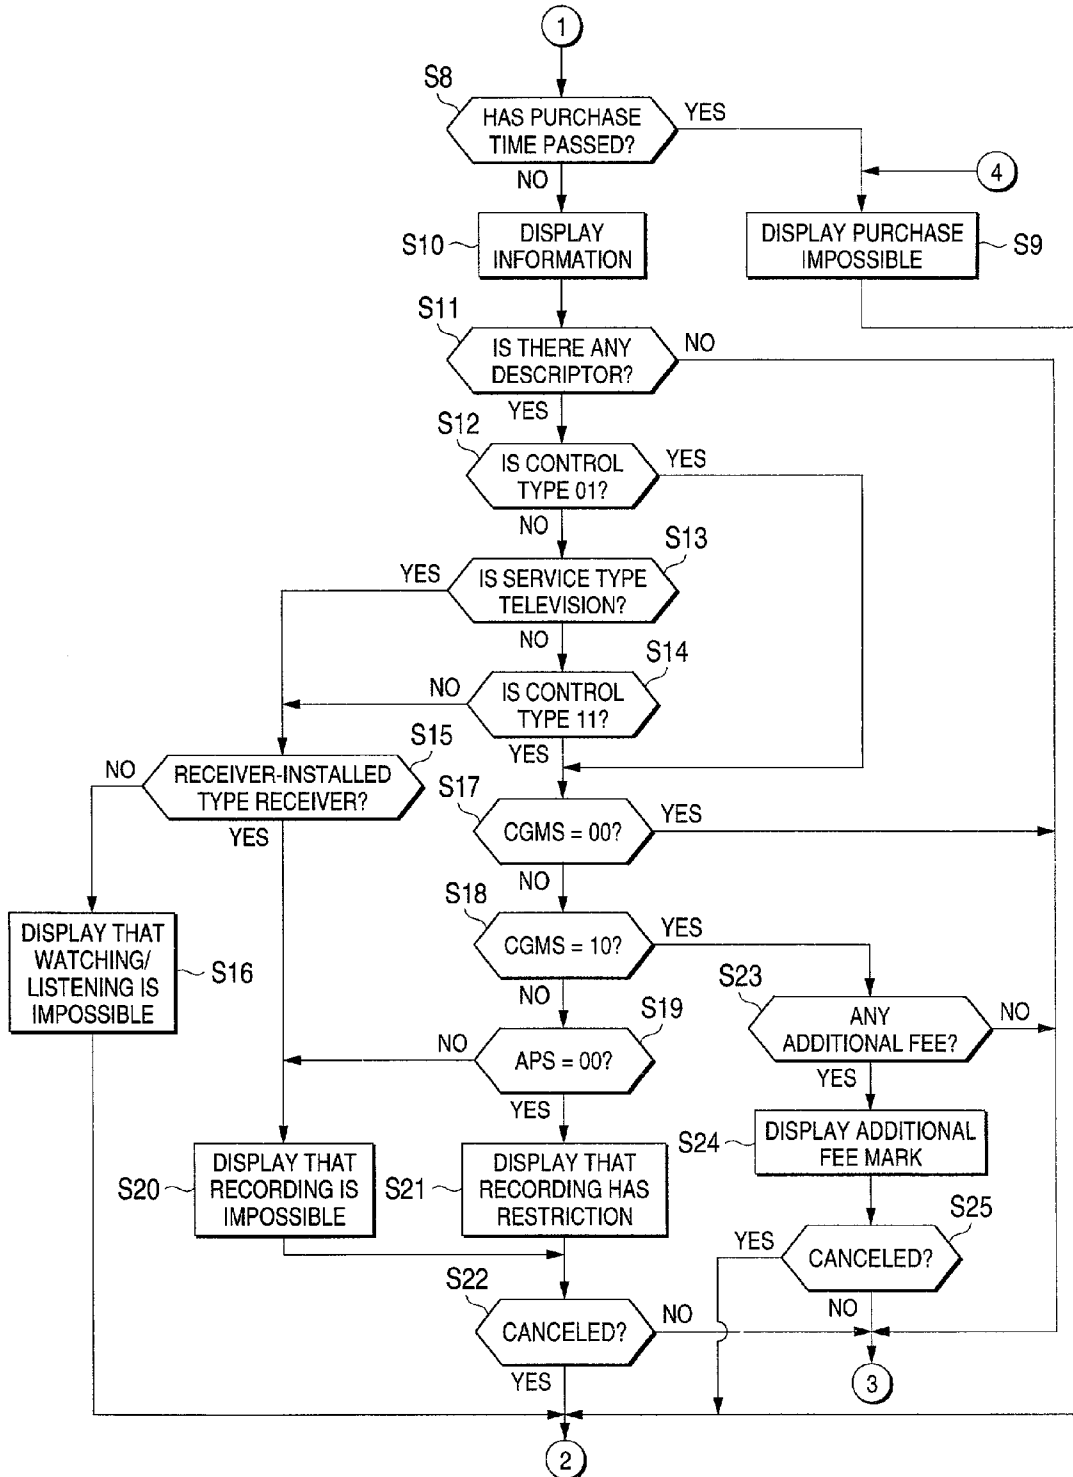 1
S8
HAS PURCHASE
TIME PASSED?
YES
NO
4
S10
DISPLAY
INFORMATION
DISPLAY PURCHASE
IMPOSSIBLE
S9
S11
IS THERE ANY
DESCRIPTOR?
NO
YES
S12
IS CONTROL
TYPE 01?
YES
NO
S13
YES
IS SERVICE TYPE
TELEVISION?
NO
S14
NO
IS CONTROL
TYPE 11?
YES
S15
NO
RECEIVER-INSTALLED
TYPE RECEIVER?
YES
S17
CGMS = 00?
YES
NO
S18
CGMS = 10?
YES
NO
DISPLAY THAT
WATCHING/
LISTENING IS
IMPOSSIBLE
S16
S23
ANY
ADDITIONAL FEE?
NO
YES
S19
NO
APS = 00?
YES
S24
DISPLAY ADDITIONAL
FEE MARK
S20
DISPLAY THAT
RECORDING IS
IMPOSSIBLE
S21
DISPLAY THAT
RECORDING HAS
RESTRICTION
S25
YES
CANCELED?
NO
S22
CANCELED?
NO
YES
3
2